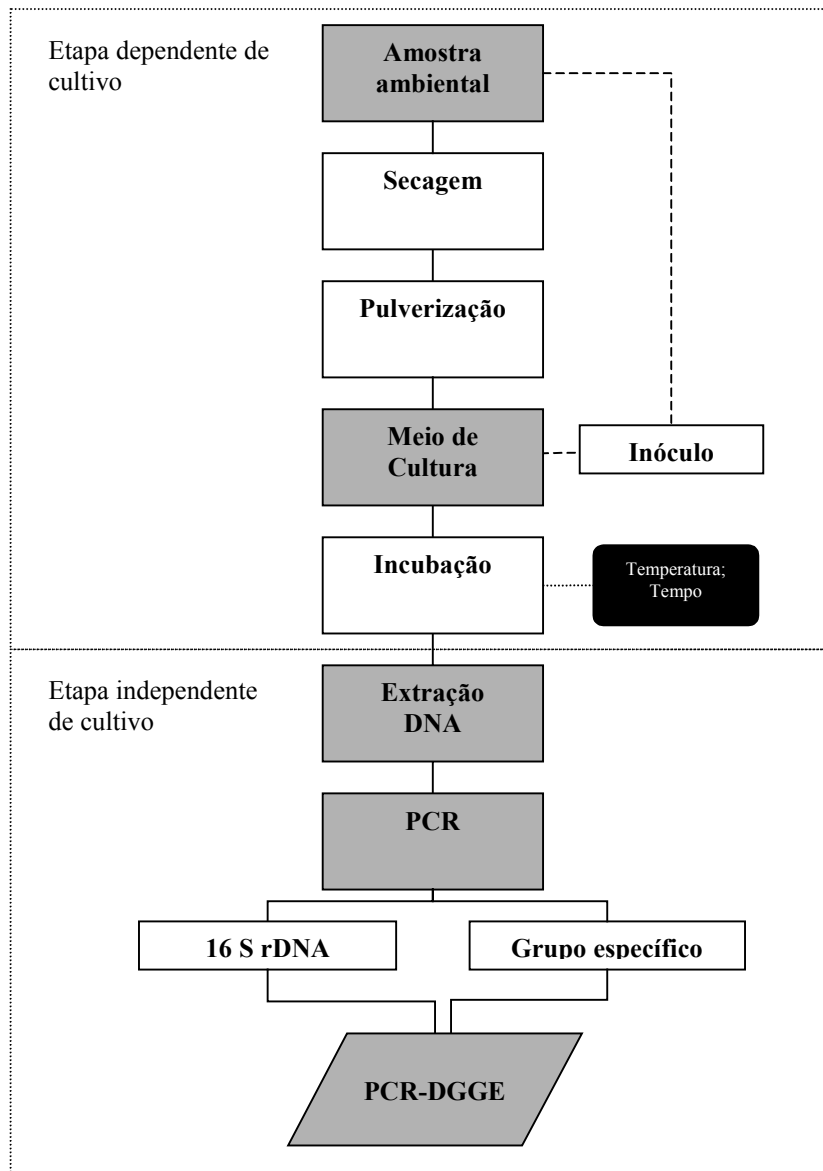 Etapa dependente de
cultivo
Amostra
ambiental
Secagem
Pulverização
Meio de
Cultura
Inóculo
Incubação
Temperatura;
Tempo
Etapa independente
de cultivo
Extração
DNA
PCR
16 S rDNA
Grupo específico
PCR-DGGE